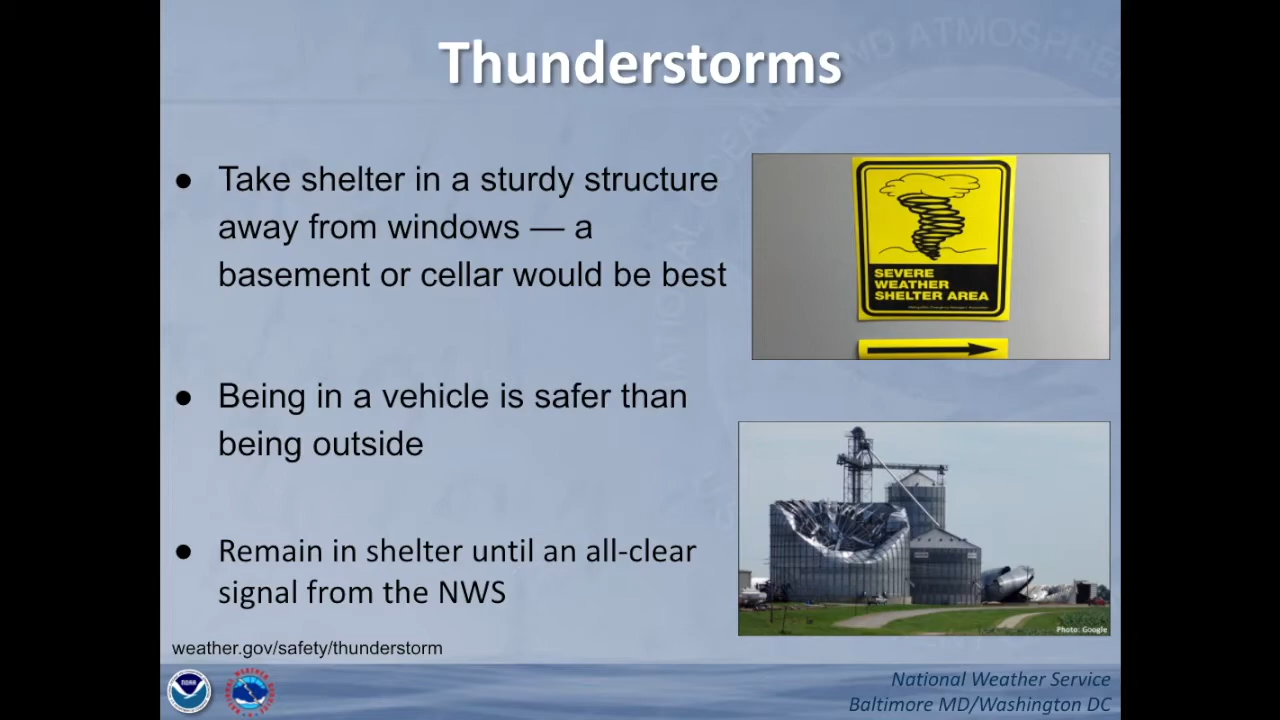 Thunderstorms
● Take shelter in a sturdy structure
away from windows — a
basement or cellar would be best
● Being in a vehicle is safer than
being outside
● Remain in shelter until an all-clear
signal from the NWS
weather.gov/safety/thunderstorm
SEVERE
WEATHER
SHELTER AREA
Photo: Google
NOAA
National Weather Service
Baltimore MD/Washington DC